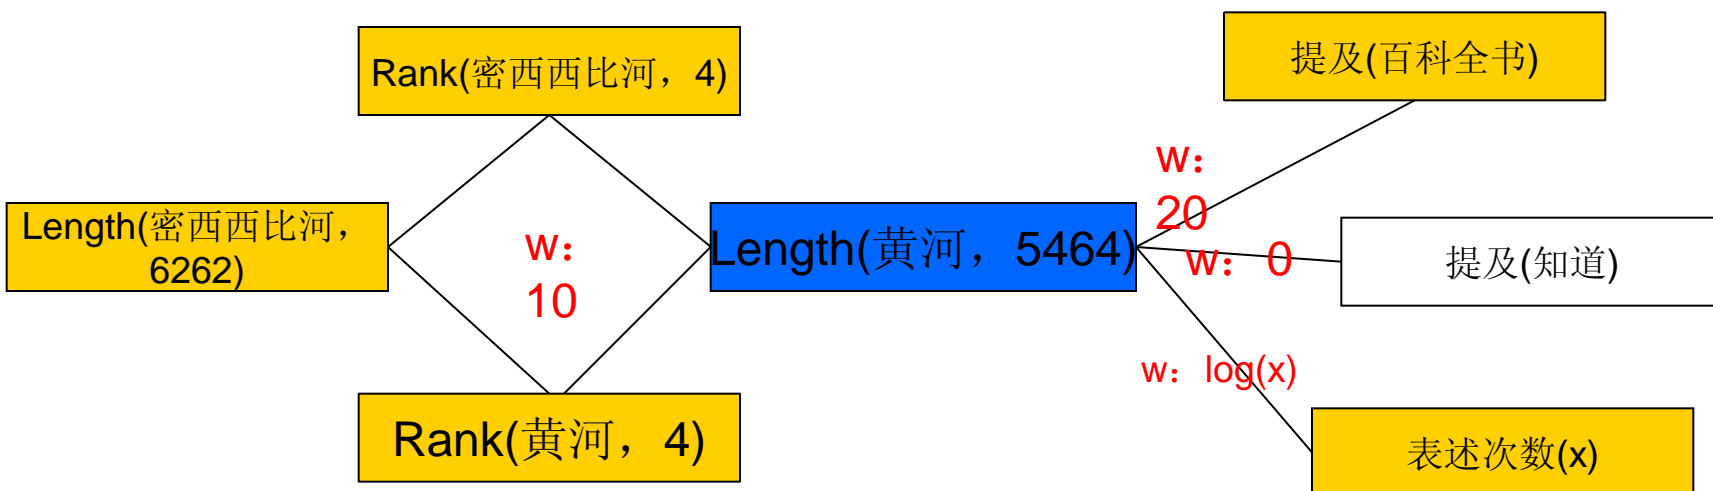 Rank(密西西比河，4)
提及(百科全书)
w：
20
Length(密西西比河，
6262)
w：
10
Length(黄河，5464)
w： 0
提及(知道)
w： log(x)
Rank(黄河，4)
表述次数(x)